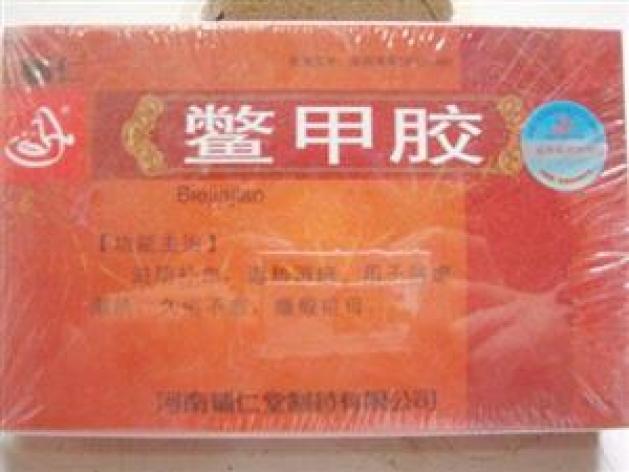 鳖甲胶
Biejiajiao
【功能主治】
滋阴补血，退热消瘀。用于阴虚
潮热，久疟不愈，癥瘕疟母。
河南辅仁堂制药有限公司